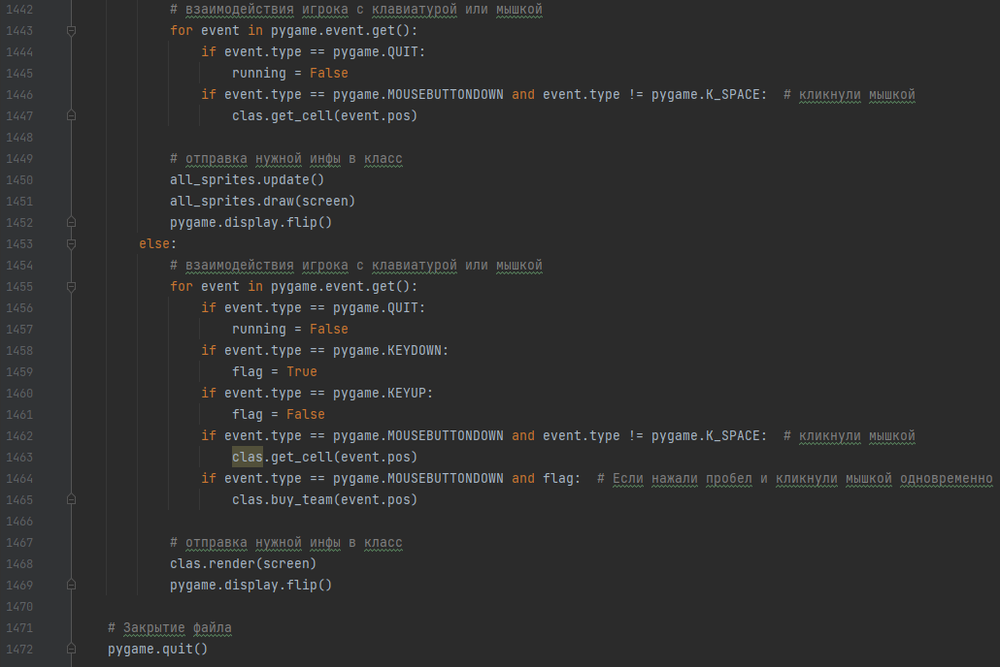 1442 # взаимодействия игрока с клавиатурой или мышкой
1443 for event in pygame.event.get():
1444 if event.type == pygame.QUIT:
1445 running = False
1446 if event.type == pygame.MOUSEBUTTONDOWN and event.type != pygame.K_SPACE:  # кликнули мышкой
1447 clas.get_cell(event.pos)
1448
1449 # отправка нужной инфы в класс
1450 all_sprites.update()
1451 all_sprites.draw(screen)
1452 pygame.display.flip()
1453 else:
1454 # взаимодействия игрока с клавиатурой или мышкой
1455 for event in pygame.event.get():
1456 if event.type == pygame.QUIT:
1457 running = False
1458 if event.type == pygame.KEYDOWN:
1459 flag = True
1460 if event.type == pygame.KEYUP:
1461 flag = False
1462 if event.type == pygame.MOUSEBUTTONDOWN and event.type != pygame.K_SPACE:  # кликнули мышкой
1463 clas.get_cell(event.pos)
1464 if event.type == pygame.MOUSEBUTTONDOWN and flag:  # Если нажали пробел и кликнули мышкой одновременно
1465 clas.buy_team(event.pos)
1466
1467 # отправка нужной инфы в класс
1468 clas.render(screen)
1469 pygame.display.flip()
1470
1471 # Закрытие файла
1472 pygame.quit()